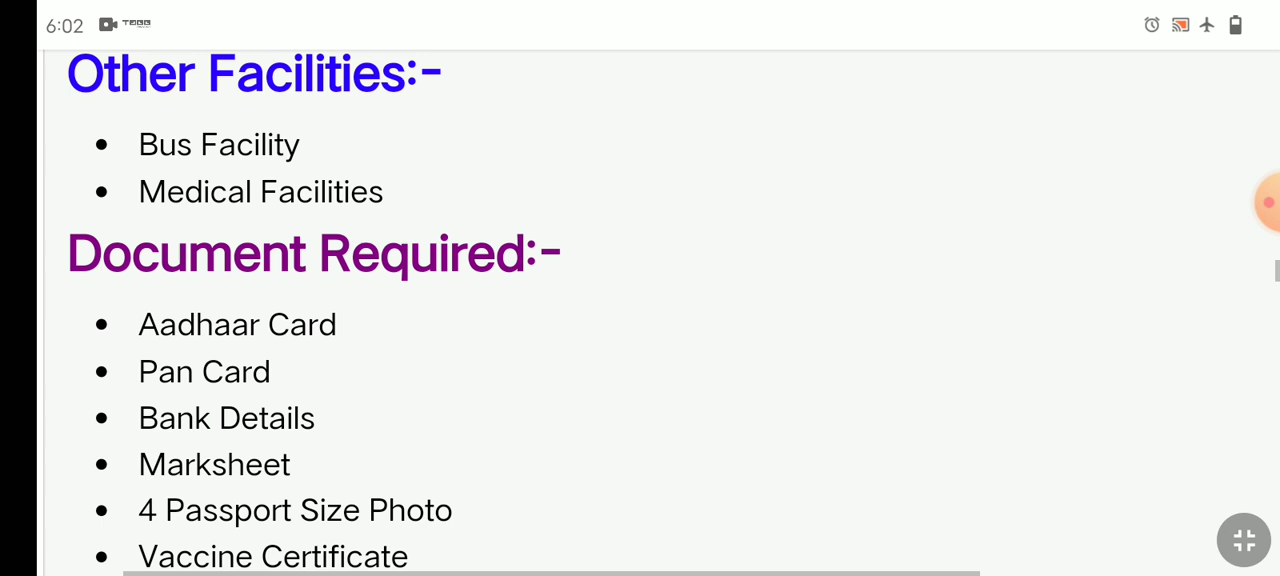 6:02
Other Facilities:-
• Bus Facility
• Medical Facilities
Document Required:-
• Aadhaar Card
• Pan Card
• Bank Details
• Marksheet
• 4 Passport Size Photo
• Vaccine Certificate